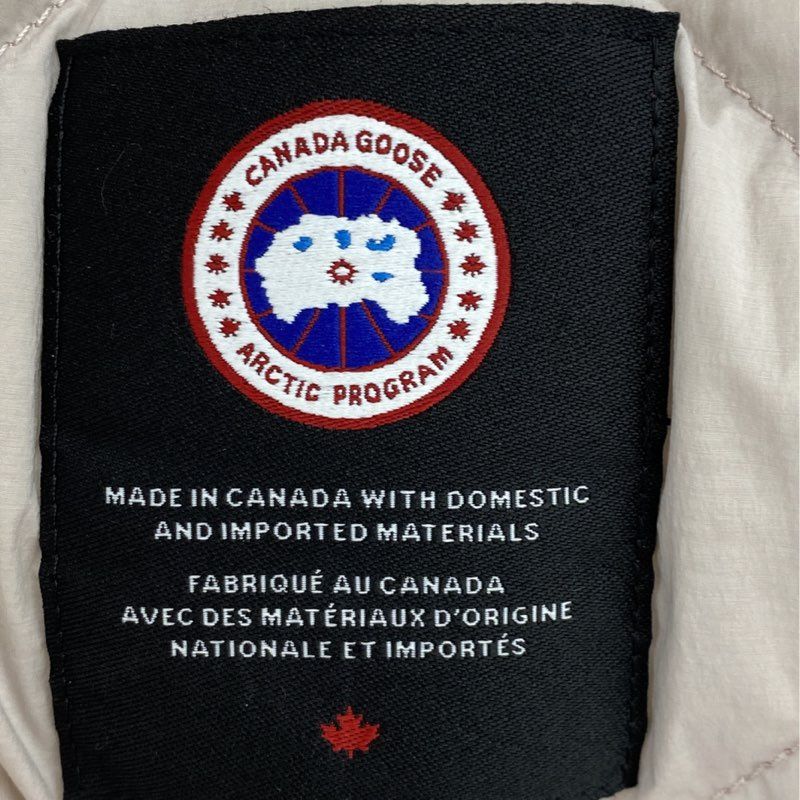 CANADA GOOSE
ARCTIC PROGRAM
MADE IN CANADA WITH DOMESTIC
AND IMPORTED MATERIALS
FABRIQUÉ AU CANADA
AVEC DES MATÉRIAUX D'ORIGINE
NATIONALE ET IMPORTÉS